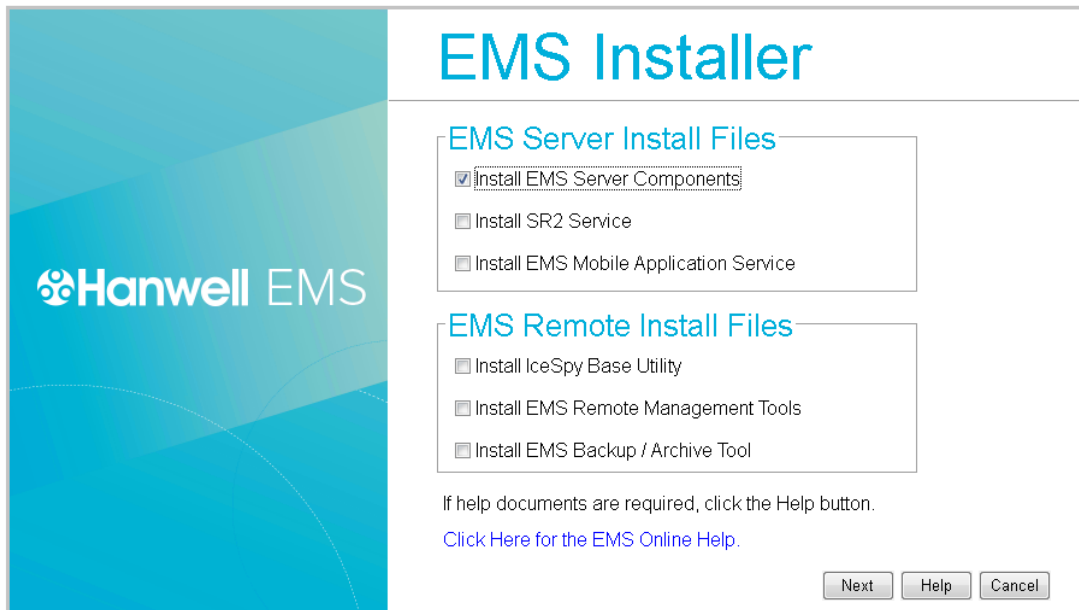 EMS Installer
EMS Server Install Files
Install EMS Server Components
Install SR2 Service
Install EMS Mobile Application Service
Hanwell EMS
EMS Remote Install Files
Install IceSpy Base Utility
Install EMS Remote Management Tools
Install EMS Backup / Archive Tool
If help documents are required, click the Help button.
Click Here for the EMS Online Help.
Next Help Cancel